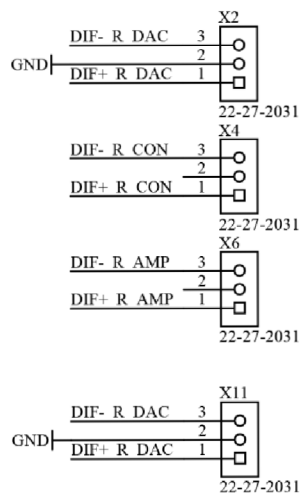 X2
DIF- R DAC 3
GND 2
DIF+ R DAC 1
22-27-2031
X4
DIF- R CON 3
2
DIF+ R CON 1
22-27-2031
X6
DIF- R AMP 3
2
DIF+ R AMP 1
22-27-2031
X11
DIF- R DAC 3
GND 2
DIF+ R DAC 1
22-27-2031